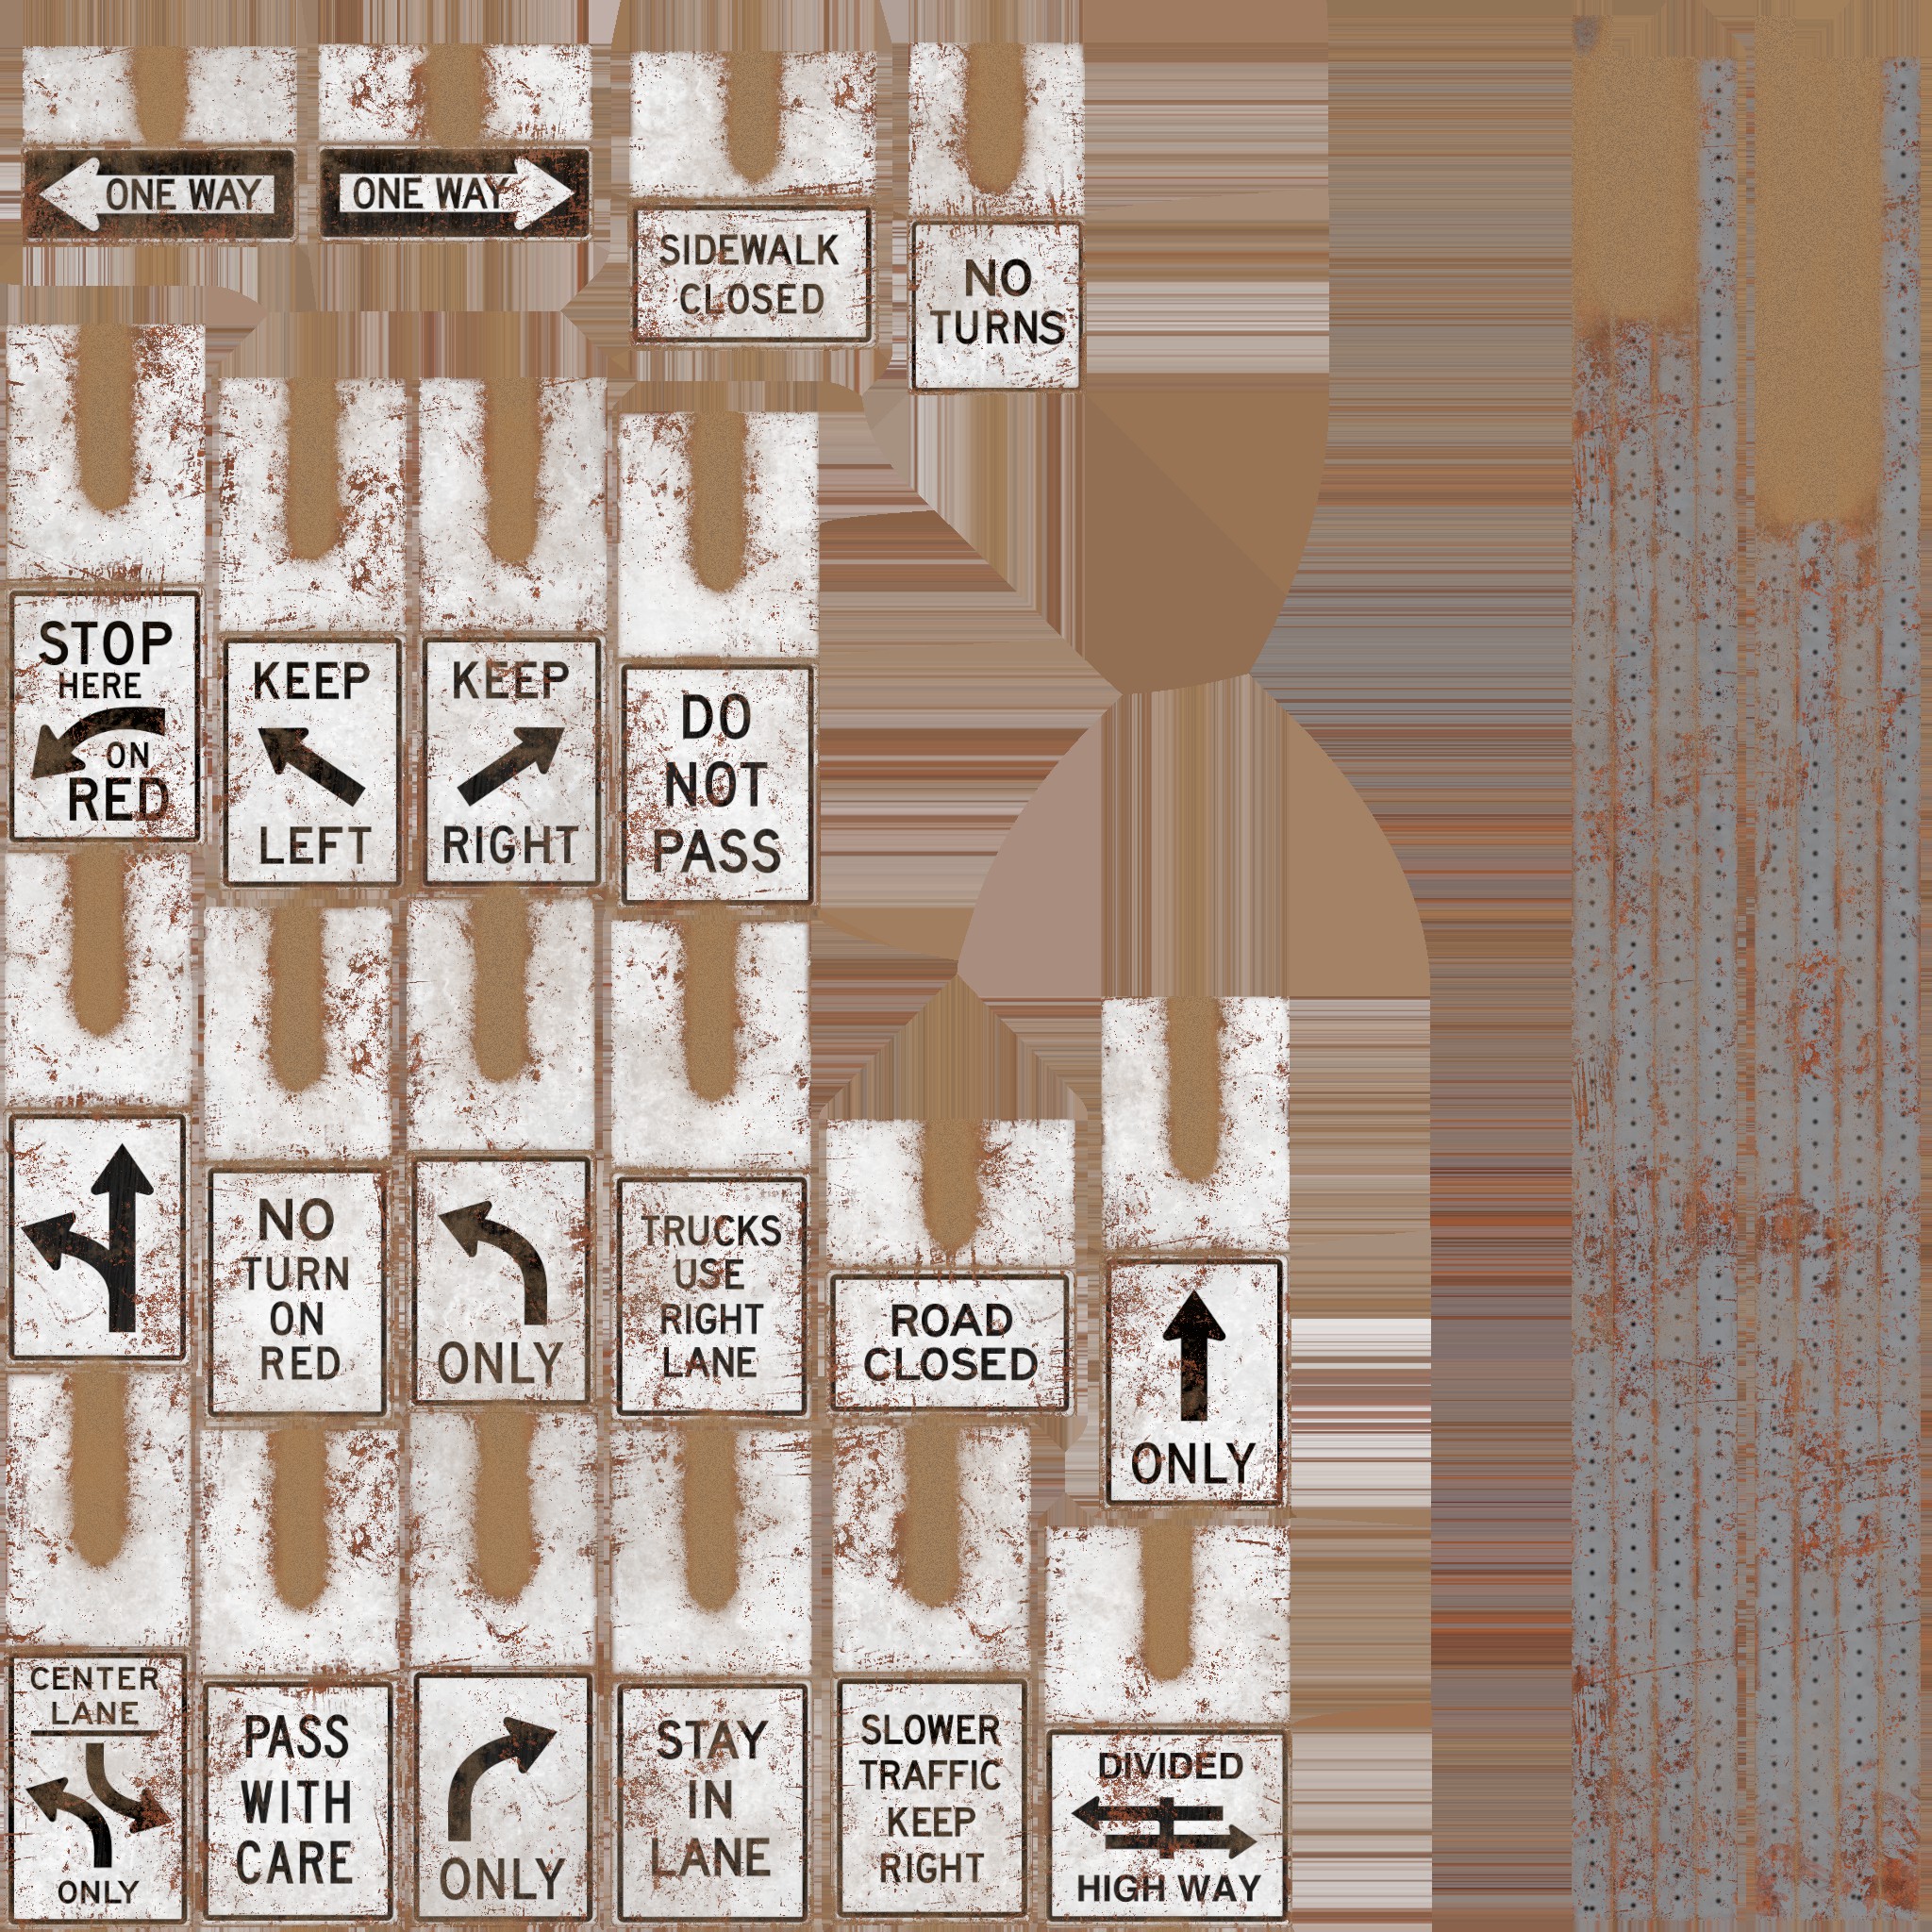 ONE WAY
ONE WAY
SIDEWALK
CLOSED
NO
TURNS
STOP
HERE
ON
RED
KEEP
LEFT
KEEP
RIGHT
DO
NOT
PASS
NO
TURN
ON
RED
ONLY
TRUCKS
USE
RIGHT
LANE
ROAD
CLOSED
ONLY
CENTER
LANE
ONLY
PASS
WITH
CARE
ONLY
STAY
IN
LANE
SLOWER
TRAFFIC
KEEP
RIGHT
DIVIDED
HIGH WAY